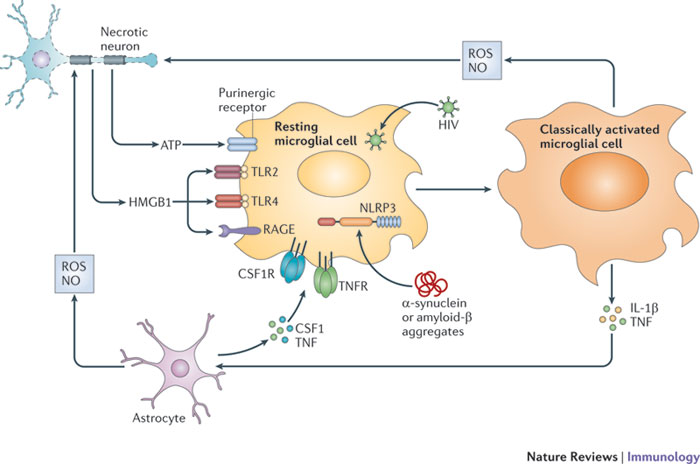 Necrotic
neuron
ROS
NO
Purinergic
receptor
ATP
Resting
microglial cell
HIV
Classically activated
microglial cell
TLR2
HMGB1
TLR4
NLRP3
RAGE
ROS
NO
CSF1R
TNFR
α-synuclein
or amyloid-β
aggregates
IL-1β
TNF
CSF1
TNF
Astrocyte
Nature Reviews | Immunology